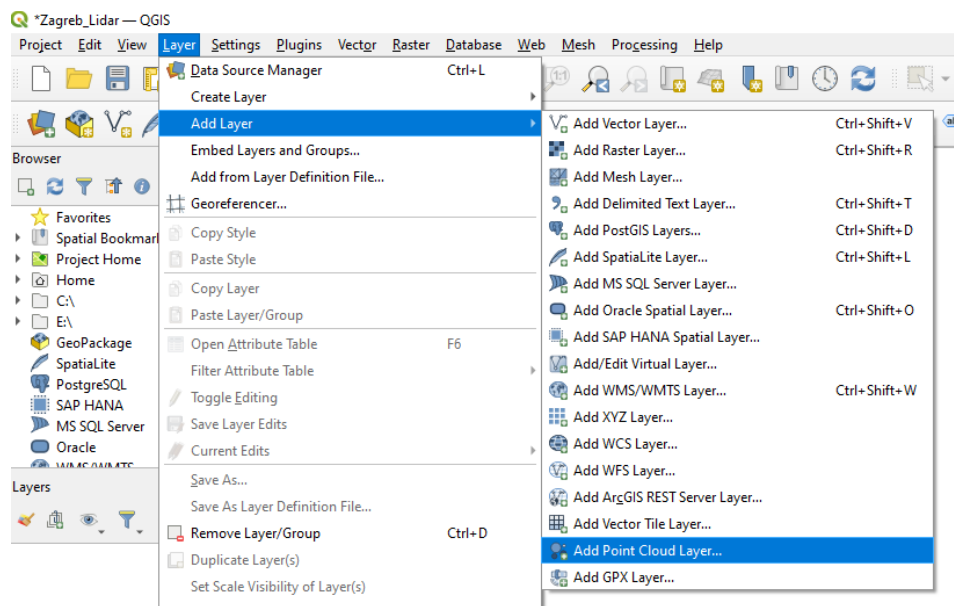 *Zagreb_Lidar — QGIS
Project Edit View Layer Settings Plugins Vector Raster Database Web Mesh Processing Help
Data Source Manager Ctrl+L
Create Layer
Add Layer
Embed Layers and Groups...
Add from Layer Definition File...
Georeferencer...
Copy Style
Paste Style
Copy Layer
Paste Layer/Group
Open Attribute Table F6
Filter Attribute Table
Toggle Editing
Save Layer Edits
Current Edits
Save As...
Save As Layer Definition File...
Remove Layer/Group Ctrl+D
Duplicate Layer(s)
Set Scale Visibility of Layer(s)
Add Vector Layer... Ctrl+Shift+V
Add Raster Layer... Ctrl+Shift+R
Add Mesh Layer...
Add Delimited Text Layer... Ctrl+Shift+T
Add PostGIS Layers... Ctrl+Shift+D
Add SpatiaLite Layer... Ctrl+Shift+L
Add MS SQL Server Layer...
Add Oracle Spatial Layer... Ctrl+Shift+O
Add SAP HANA Spatial Layer...
Add/Edit Virtual Layer...
Add WMS/WMTS Layer... Ctrl+Shift+W
Add XYZ Layer...
Add WCS Layer...
Add WFS Layer...
Add ArcGIS REST Server Layer...
Add Vector Tile Layer...
Add Point Cloud Layer...
Add GPX Layer...
Browser
Favorites
Spatial Bookmar
Project Home
Home
C:\
E:\
GeoPackage
SpatiaLite
PostgreSQL
SAP HANA
MS SQL Server
Oracle
WMS/WMTS
Layers